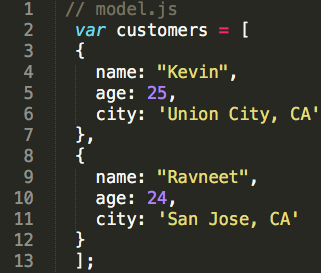 1 // model.js
2 var customers = [
3 {
4 name: "Kevin",
5 age: 25,
6 city: 'Union City, CA'
7 },
8 {
9 name: "Ravneet",
10 age: 24,
11 city: 'San Jose, CA'
12 }
13 ];